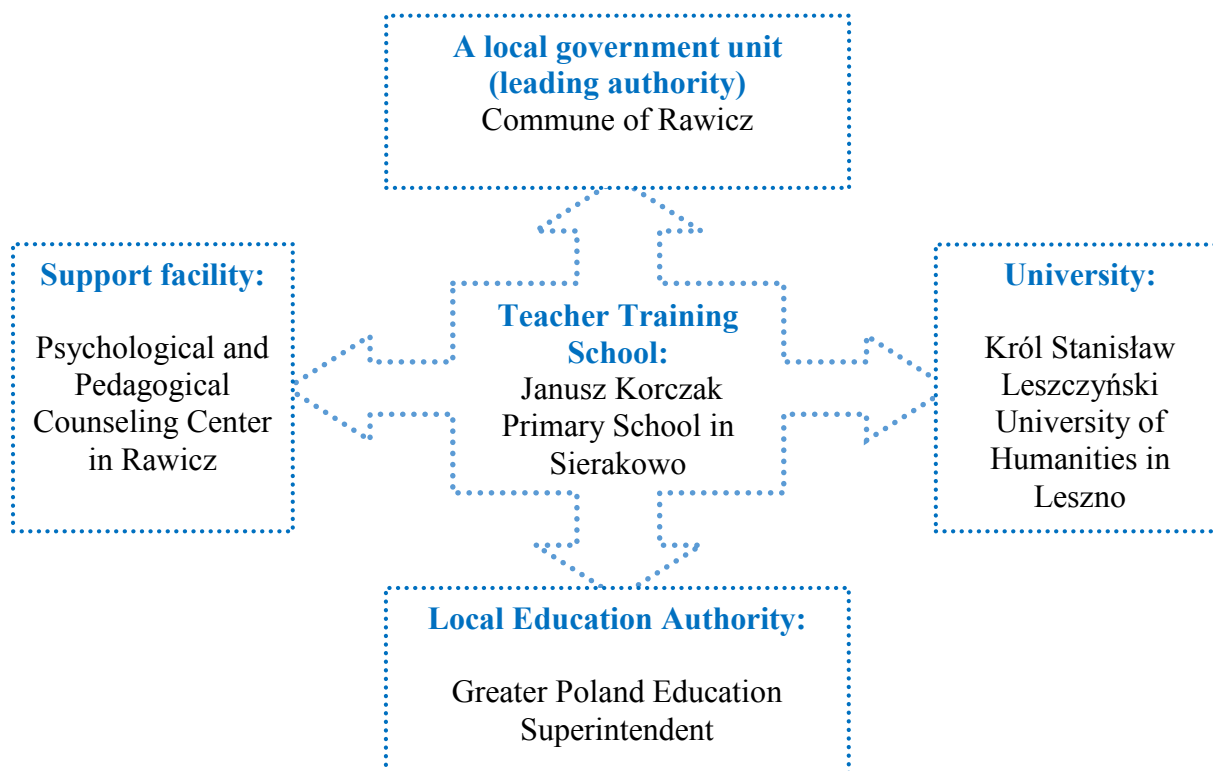 A local government unit
(leading authority)
Commune of Rawicz
Support facility:
Psychological and
Pedagogical
Counseling Center
in Rawicz
Teacher Training
School:
Janusz Korczak
Primary School in
Sierakowo
University:
Król Stanisław
Leszczyński
University of
Humanities in
Leszno
Local Education Authority:
Greater Poland Education
Superintendent